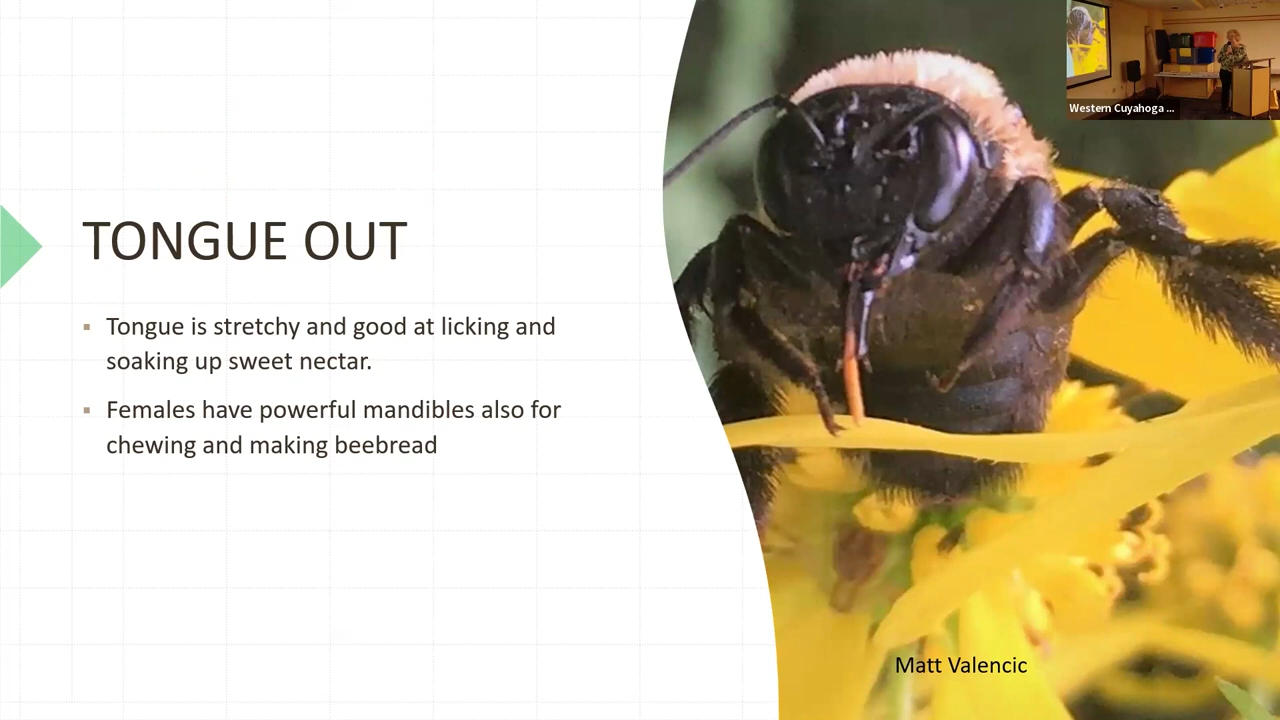 Western Cuyahoga ...
TONGUE OUT
▪ Tongue is stretchy and good at licking and
soaking up sweet nectar.
▪ Females have powerful mandibles also for
chewing and making beebread
Matt Valencic